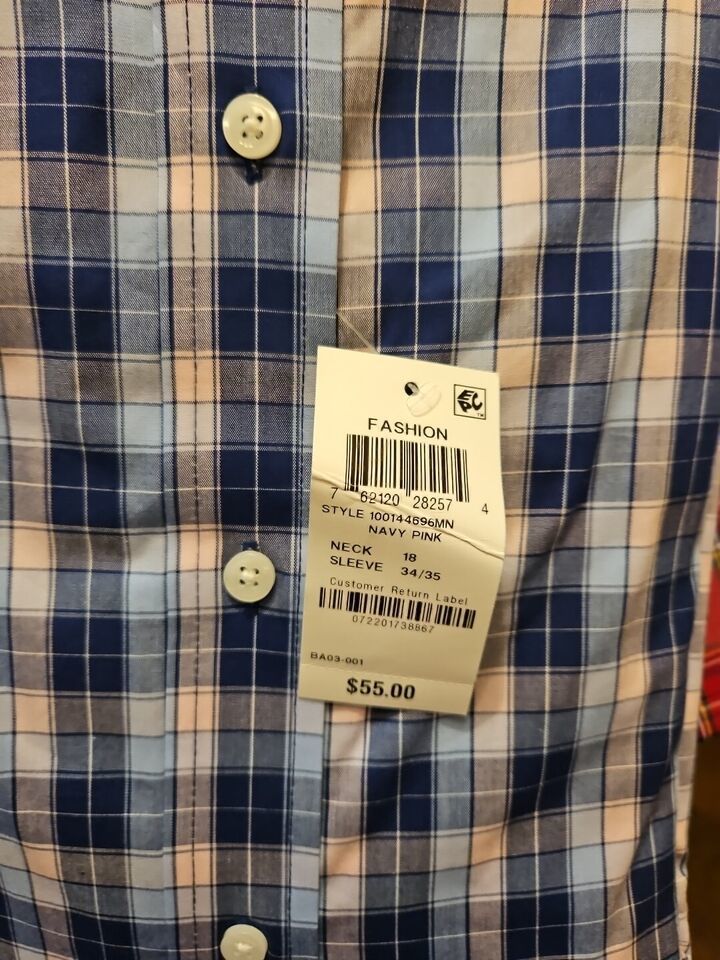 EPC™
FASHION
7 62120 28257 4
STYLE 100144696MN
NAVY PINK
NECK 18
SLEEVE 34/35
Customer Return Label
072201738867
BA03-001
$55.00